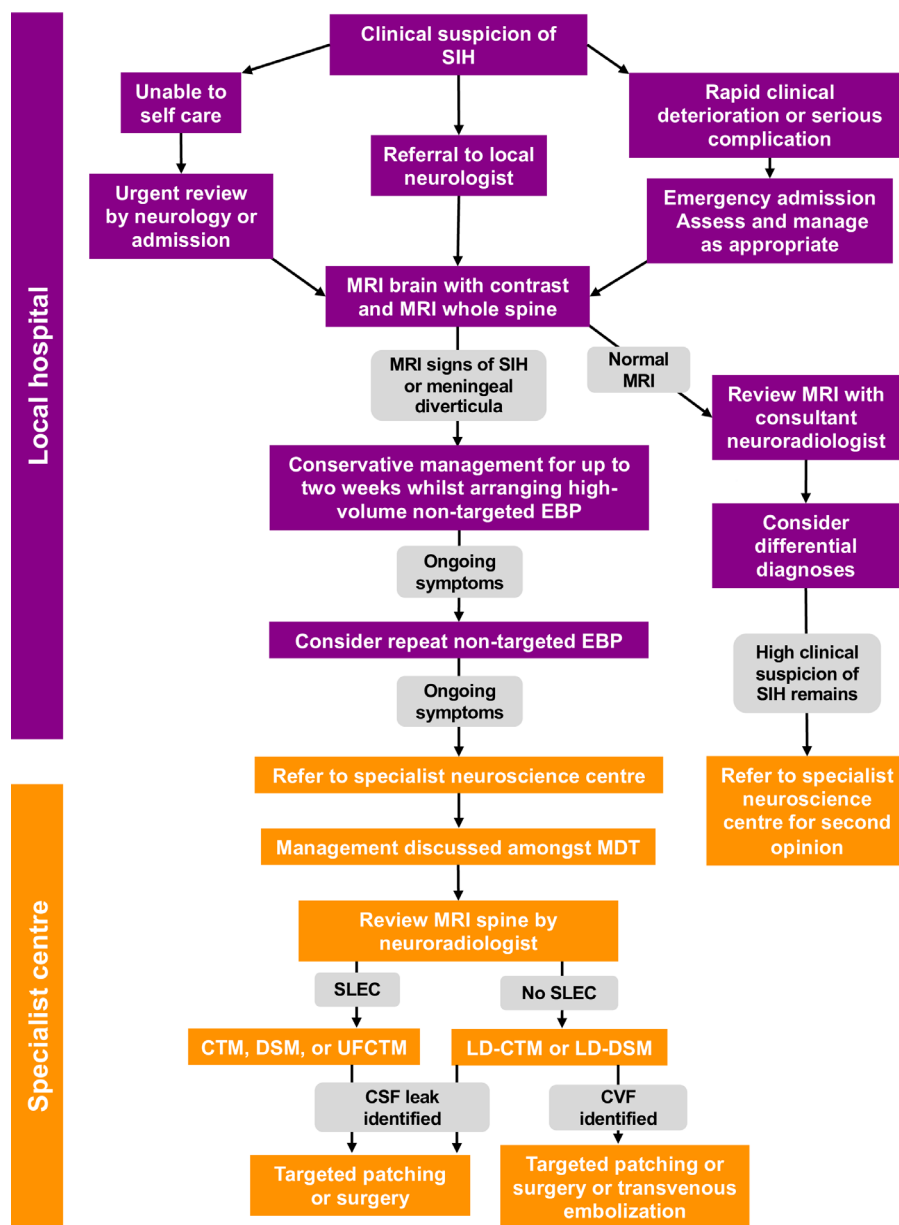 Clinical suspicion of
SIH
Unable to
self care
Rapid clinical
deterioration or serious
complication
Referral to local
neurologist
Urgent review
by neurology or
admission
Emergency admission
Assess and manage
as appropriate
MRI brain with contrast
and MRI whole spine
MRI signs of SIH
or meningeal
diverticula
Normal
MRI
Review MRI with
consultant
neuroradiologist
Conservative management for up to
two weeks whilst arranging high-
volume non-targeted EBP
Consider
differential
diagnoses
Ongoing
symptoms
Consider repeat non-targeted EBP
High clinical
suspicion of
SIH remains
Ongoing
symptoms
Local hospital
Refer to specialist neuroscience centre
Refer to specialist
neuroscience
centre for second
opinion
Management discussed amongst MDT
Review MRI spine by
neuroradiologist
SLEC
No SLEC
CTM, DSM, or UFCTM
LD-CTM or LD-DSM
CSF leak
identified
CVF
identified
Targeted patching
or surgery
Targeted patching or
surgery or transvenous
embolization
Specialist centre